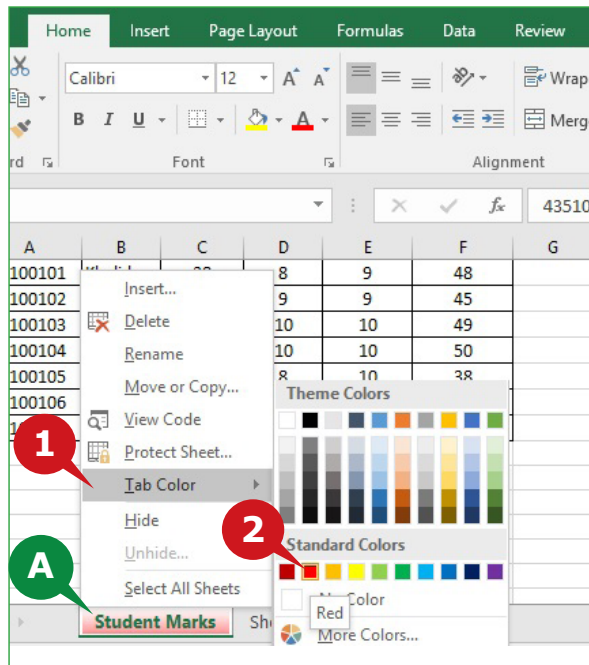 Home Insert Page Layout Formulas Data Review
Calibri 12 A A Wrap
B I U A Merg
rd Font Alignment
fx 43510
A B C D E F G
100101 8 9 48
100102 9 9 45
100103 10 10 49
100104 10 10 50
100105 8 10 38
100106
Insert...
Delete
Rename
Move or Copy...
View Code
Protect Sheet...
1
Tab Color
Hide
Unhide...
Select All Sheets
Theme Colors
2
Standard Colors
No Color
Red
More Colors...
A
Student Marks